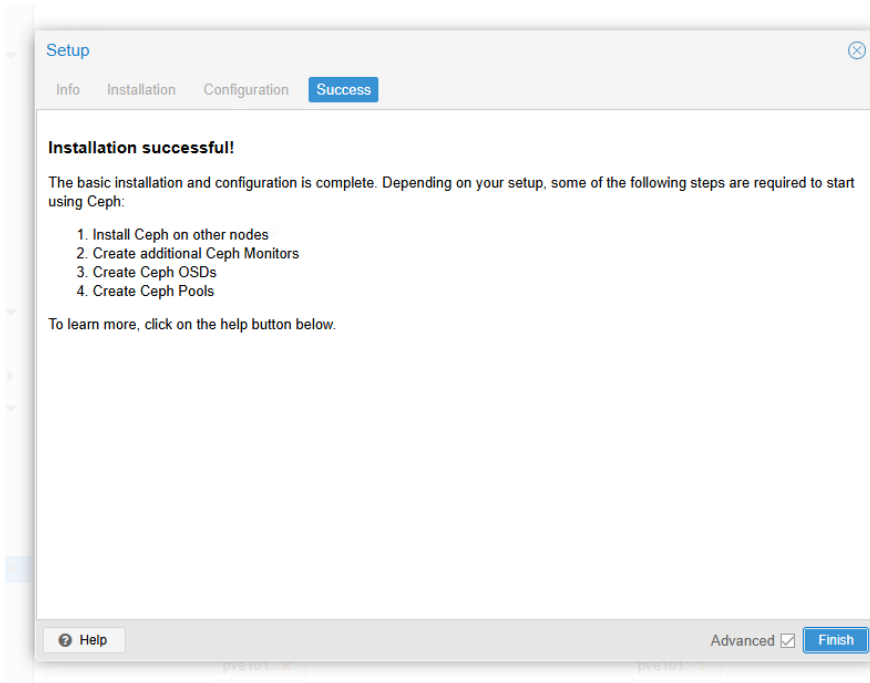 Setup
Info Installation Configuration Success
Installation successful!
The basic installation and configuration is complete. Depending on your setup, some of the following steps are required to start
using Ceph:
1. Install Ceph on other nodes
2. Create additional Ceph Monitors
3. Create Ceph OSDs
4. Create Ceph Pools
To learn more, click on the help button below.
Help Advanced Finish
pve101: pve101: